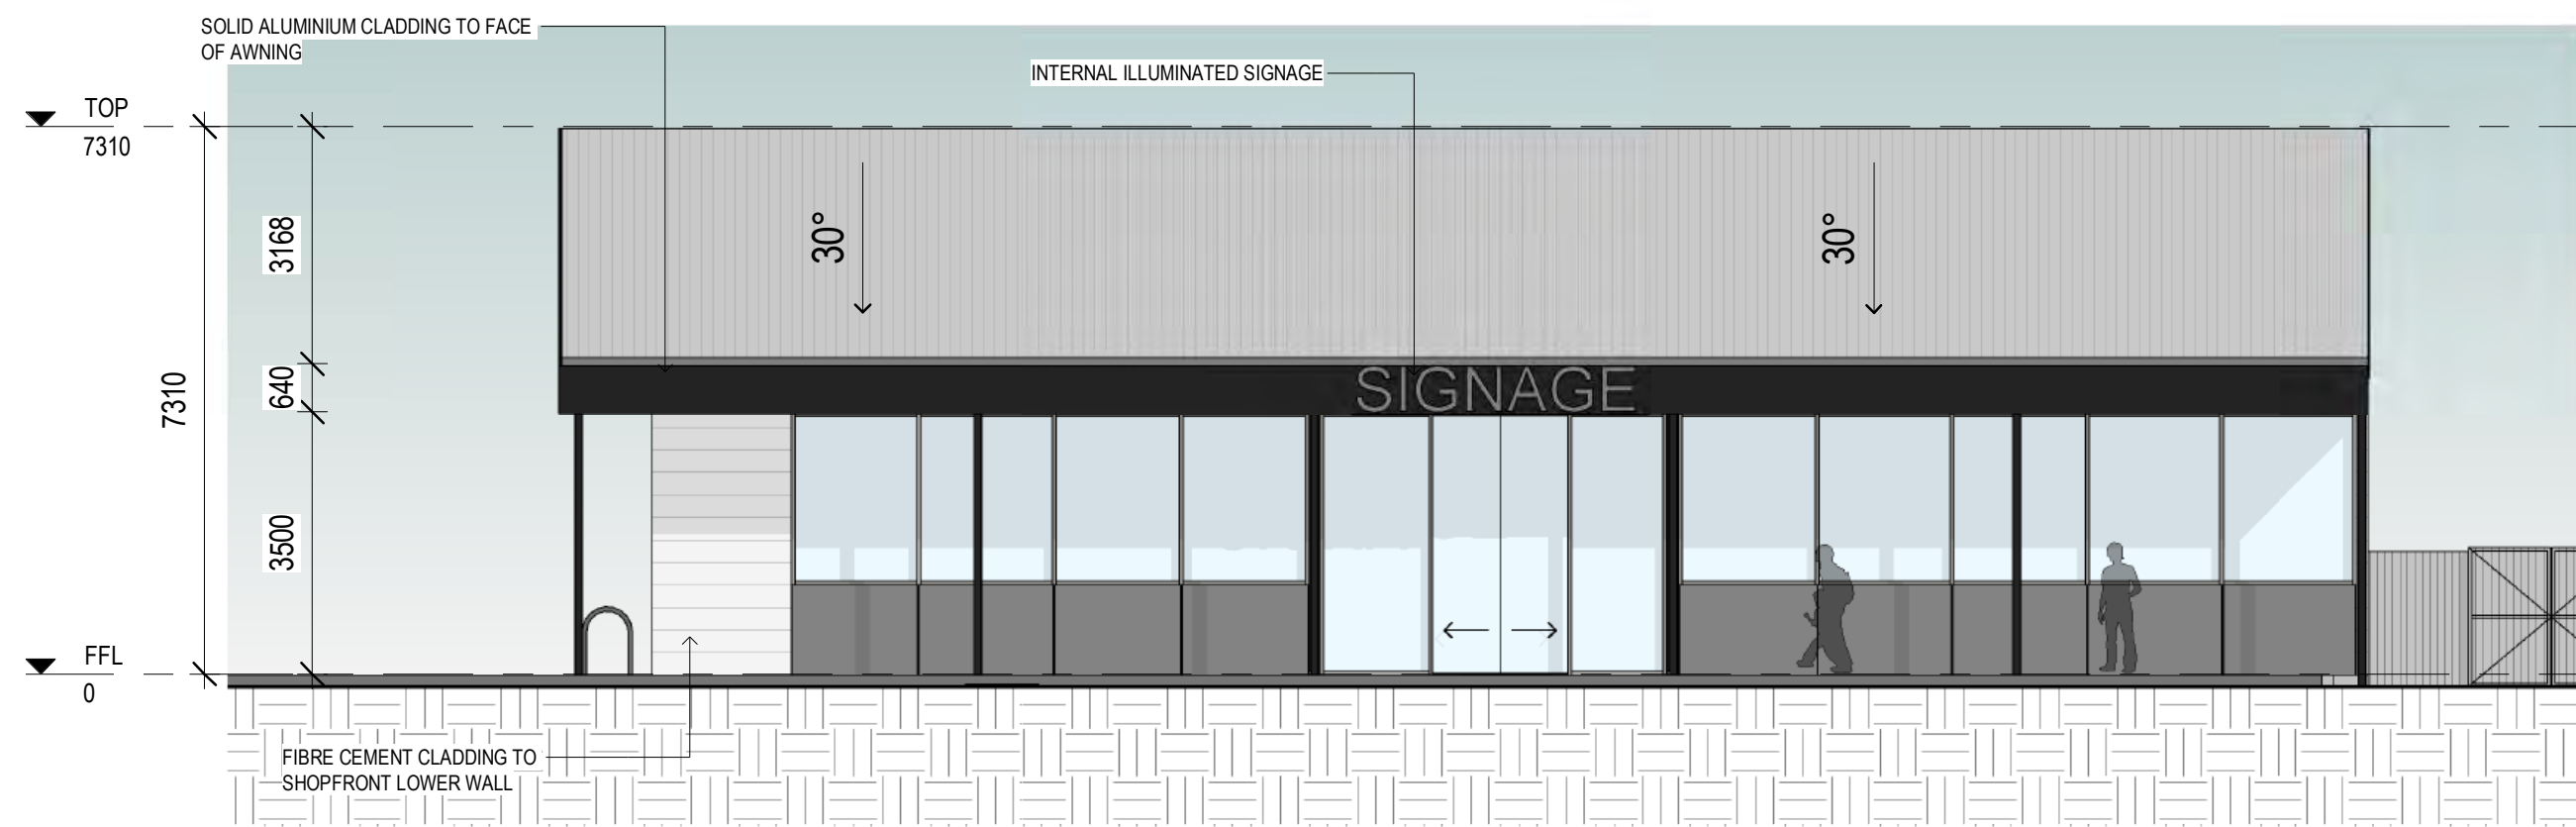 SOLID ALUMINIUM CLADDING TO FACE
OF AWNING
INTERNAL ILLUMINATED SIGNAGE
TOP
7310
3168
30°
30°
640
7310
SIGNAGE
3500
FFL
0
FIBRE CEMENT CLADDING TO
SHOPFRONT LOWER WALL